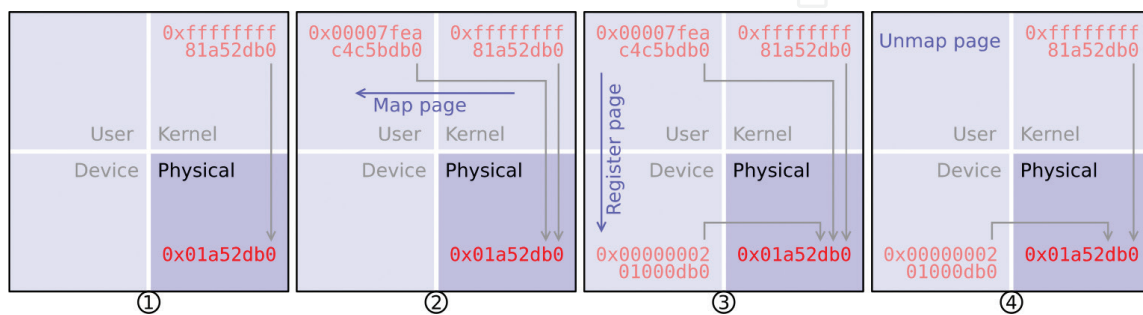 0xffffffff
81a52db0
User Kernel
Device Physical
0x01a52db0
①
0x00007fea
c4c5bdb0
0xffffffff
81a52db0
Map page
User Kernel
Device Physical
0x01a52db0
②
0x00007fea
c4c5bdb0
0xffffffff
81a52db0
Register page
User Kernel
Device Physical
0x00000002
01000db0
0x01a52db0
③
Unmap page
0xffffffff
81a52db0
User Kernel
Device Physical
0x00000002
01000db0
0x01a52db0
④